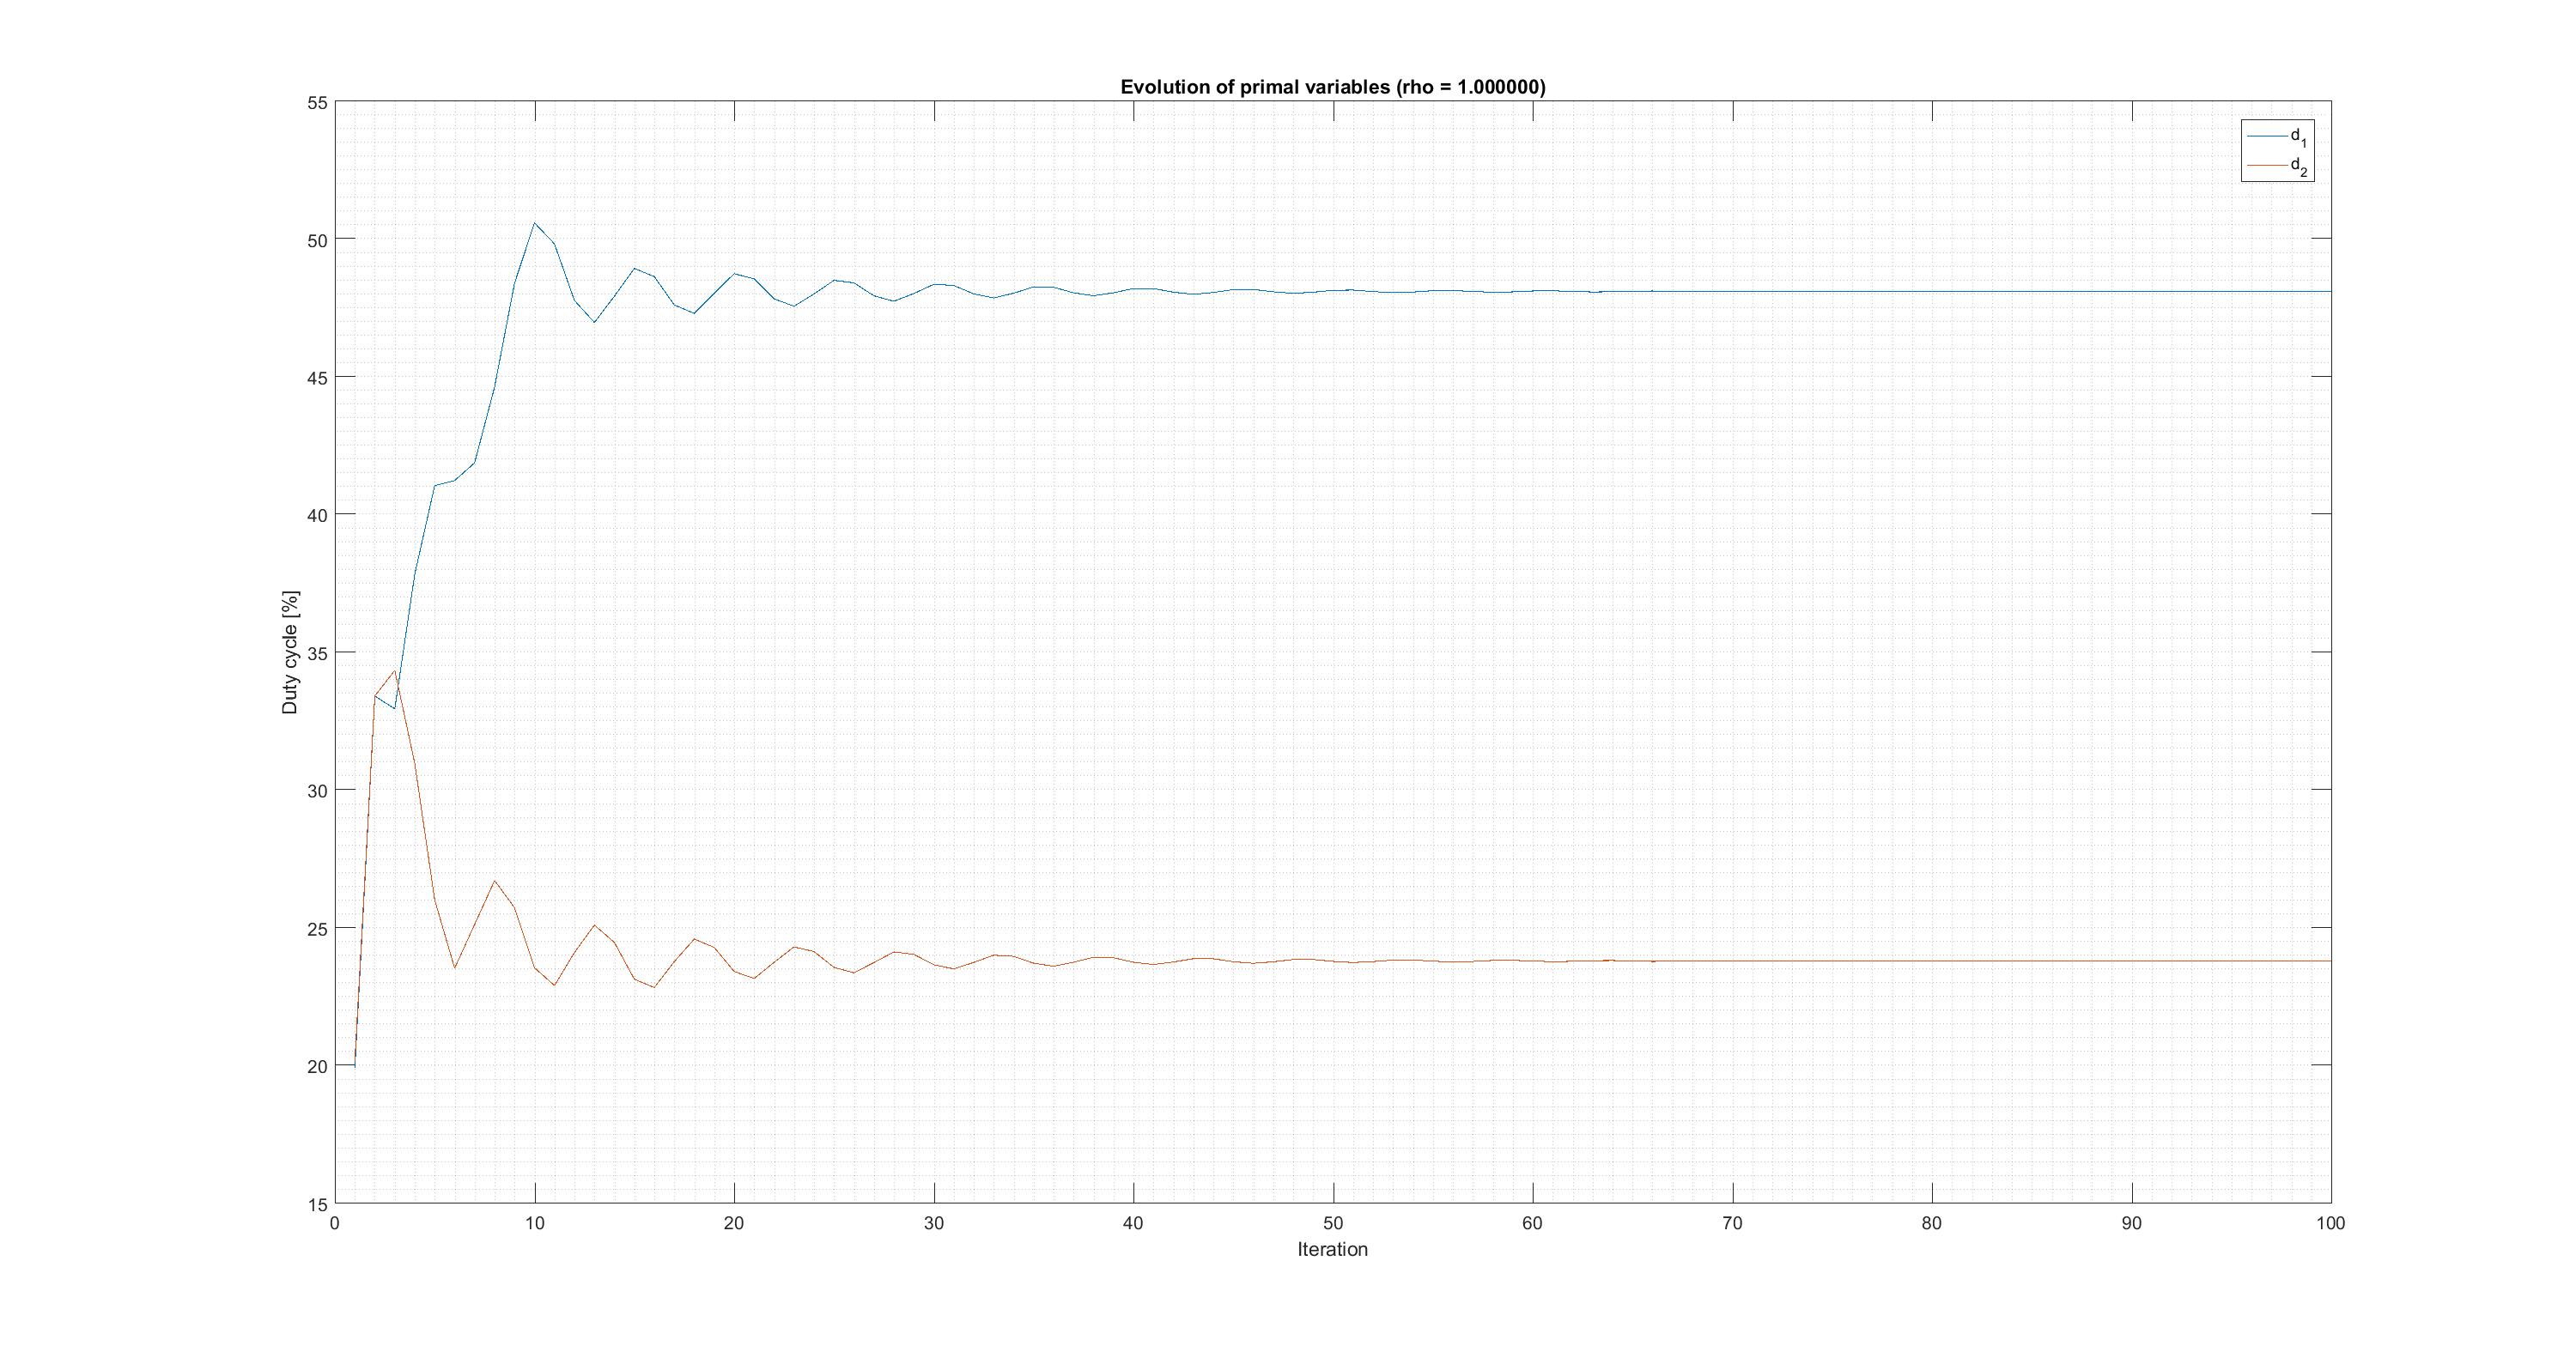 Evolution of primal variables (rho = 1.000000)
55
50
45
40
35
30
25
20
15
Duty cycle [%]
d1
d2
0 10 20 30 40 50 60 70 80 90 100
Iteration